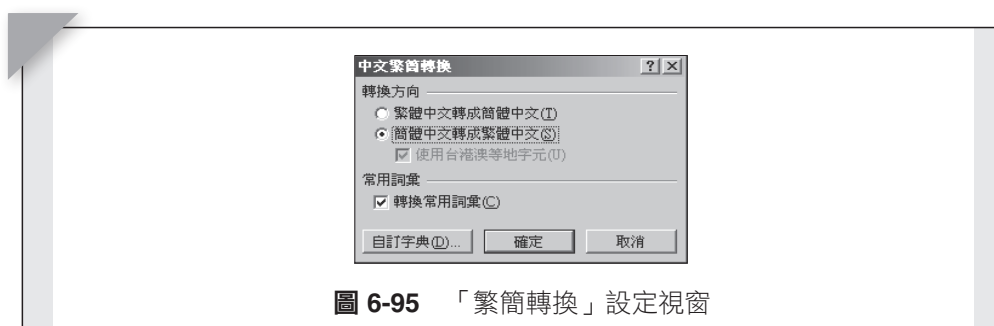 中文繁簡轉換
轉換方向
繁體中文轉成簡體中文(T)
簡體中文轉成繁體中文(S)
使用台港澳等地字元(U)
常用詞彙
轉換常用詞彙(C)
自訂字典(D)... 確定 取消
圖 6-95 「繁簡轉換」設定視窗